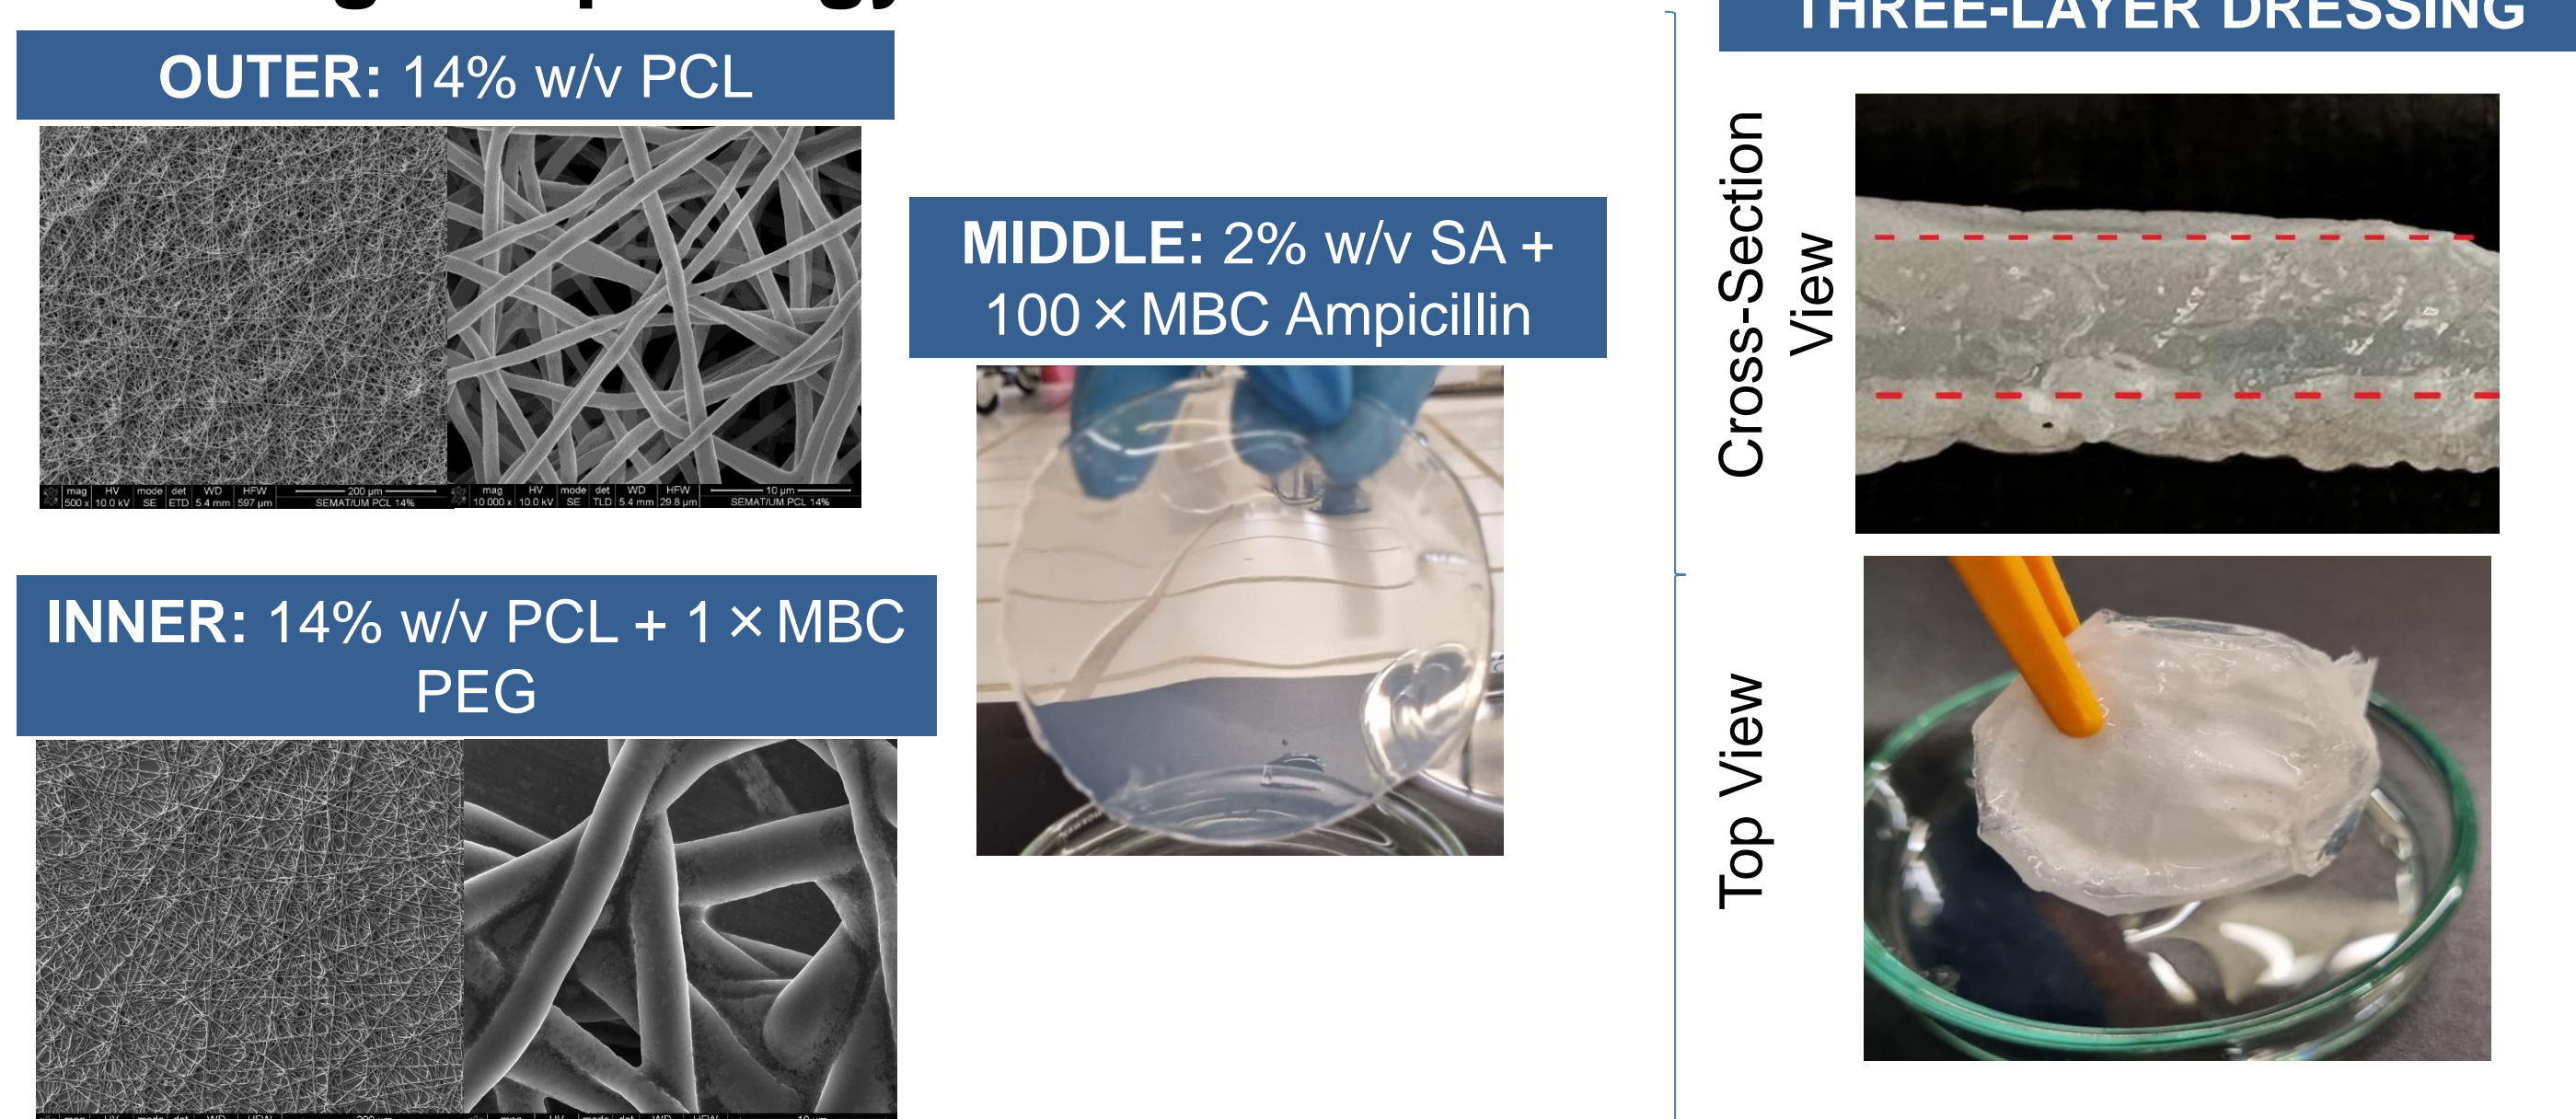 OUTER: 14% w/v PCL
mag HV mode det WD HFW 200 µm
500 x 10.0 kV SE ETD 5.4 mm 597 µm SEMAT/UM PCL 14%
mag HV mode det WD HFW 10 µm
10 000 x 10.0 kV SE TLD 5.4 mm 29.8 µm SEMAT/UM PCL 14%
INNER: 14% w/v PCL + 1 × MBC
PEG
MIDDLE: 2% w/v SA +
100 × MBC Ampicillin
THREE-LAYER DRESSING
Cross-Section
View
Top View